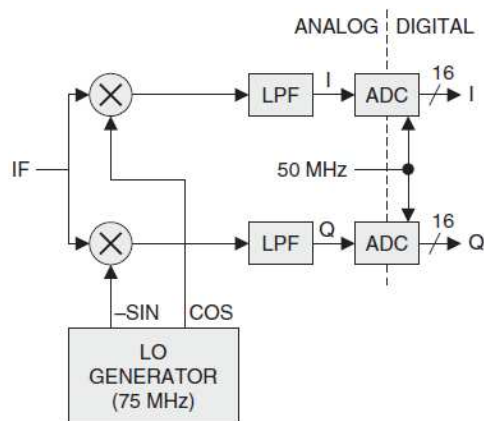 ANALOG DIGITAL
16
LPF
I
ADC
I
IF
50 MHz
16
LPF
Q
ADC
Q
–SIN
COS
LO
GENERATOR
(75 MHz)